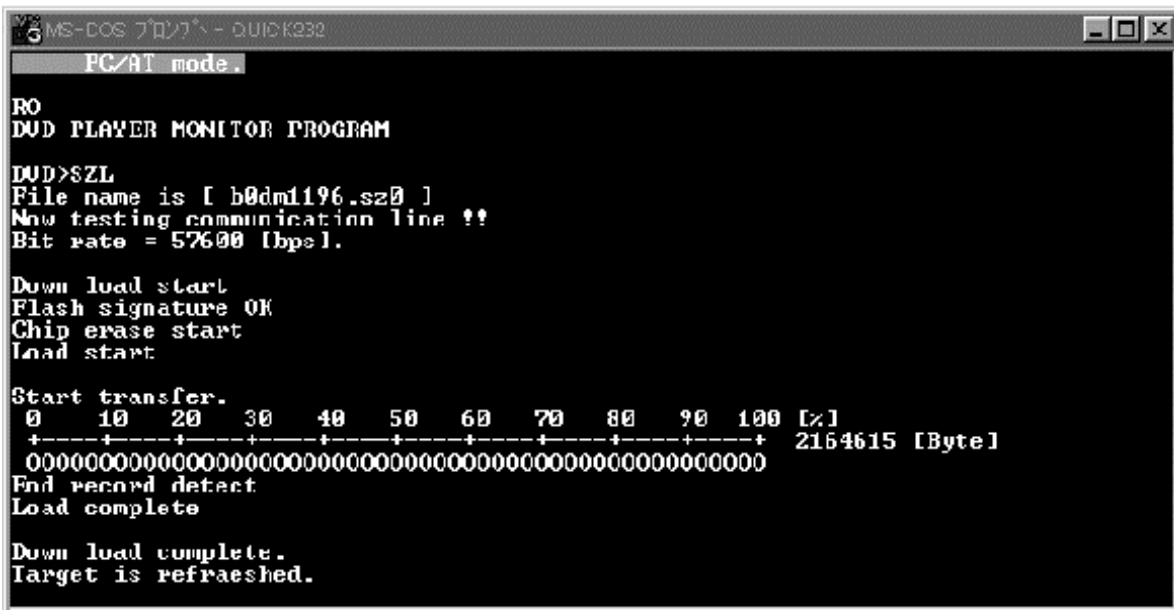 MS-DOS プロンプト - QUICK232
PC/AT mode.
RO
DVD PLAYER MONITOR PROGRAM
DVD>SZL
File name is [ b0dm1196.sz0 ]
Now testing communication line !!
Bit rate = 57600 [bps].
Down load start
Flash signature OK
Chip erase start
Load start
Start transfer.
0 10 20 30 40 50 60 70 80 90 100 [%]
+-----+-----+-----+-----+-----+-----+-----+-----+-----+-----+ 2164615 [Byte]
OOOOOOOOOOOOOOOOOOOOOOOOOOOOOOOOOOOOOOOOOOOOOOOOOOOOOOOOOOOOO
End record detect
Load complete
Down load complete.
Target is refraeshed.